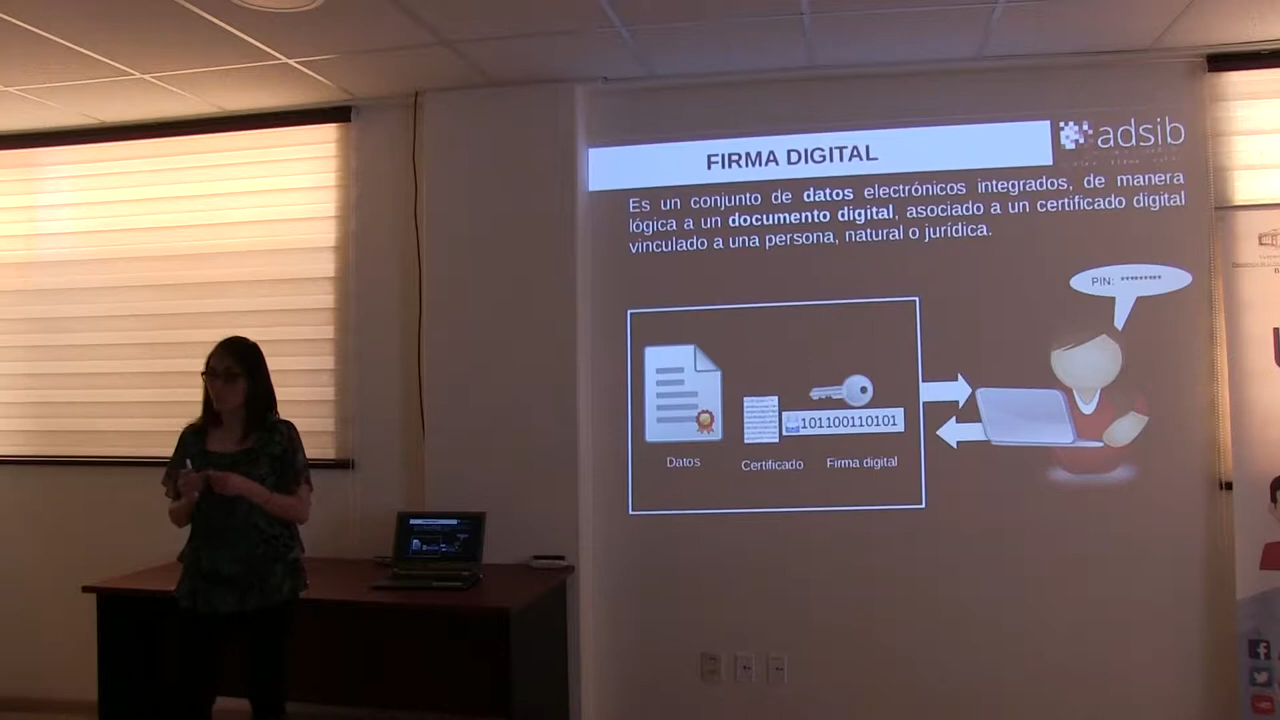 FIRMA DIGITAL
adsib
Es un conjunto de datos electrónicos integrados, de manera
lógica a un documento digital, asociado a un certificado digital
vinculado a una persona, natural o jurídica.
PIN: *********
101100110101
Datos
Certificado
Firma digital